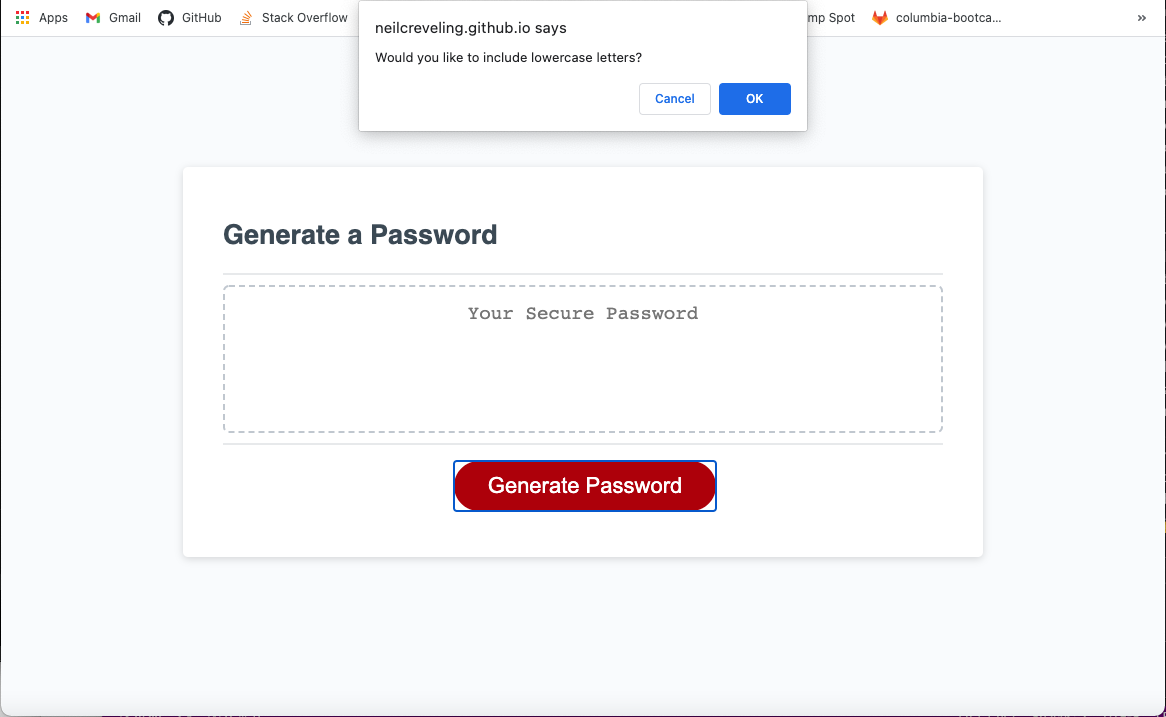 Apps Gmail GitHub Stack Overflow mp Spot columbia-bootca... »
neilcreveling.github.io says
Would you like to include lowercase letters?
Cancel OK
Generate a Password
Your Secure Password
Generate Password